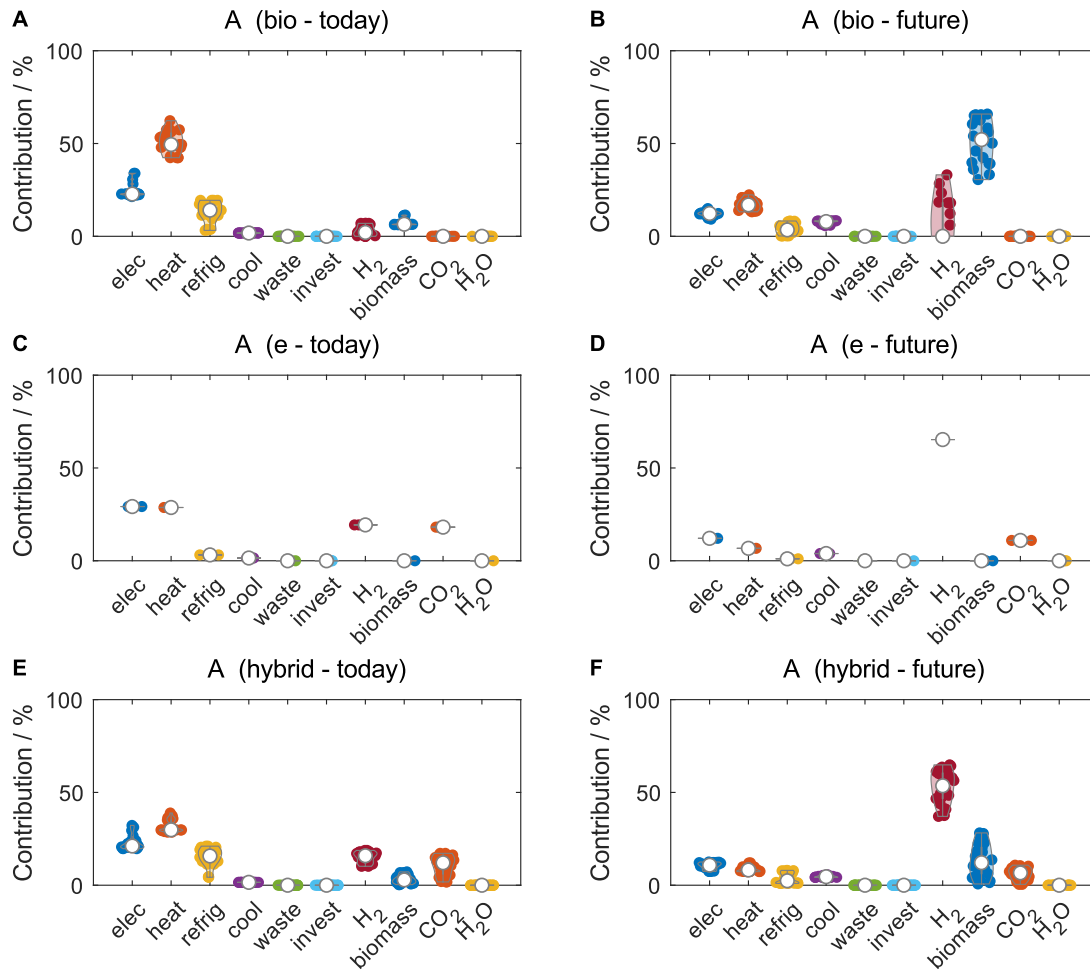 A
A (bio - today)
Contribution / %
100
50
0
elec
heat
refrig
cool
waste
invest
H2
biomass
CO2
H2O
B
A (bio - future)
Contribution / %
100
50
0
elec
heat
refrig
cool
waste
invest
H2
biomass
CO2
H2O
C
A (e - today)
Contribution / %
100
50
0
elec
heat
refrig
cool
waste
invest
H2
biomass
CO2
H2O
D
A (e - future)
Contribution / %
100
50
0
elec
heat
refrig
cool
waste
invest
H2
biomass
CO2
H2O
E
A (hybrid - today)
Contribution / %
100
50
0
elec
heat
refrig
cool
waste
invest
H2
biomass
CO2
H2O
F
A (hybrid - future)
Contribution / %
100
50
0
elec
heat
refrig
cool
waste
invest
H2
biomass
CO2
H2O